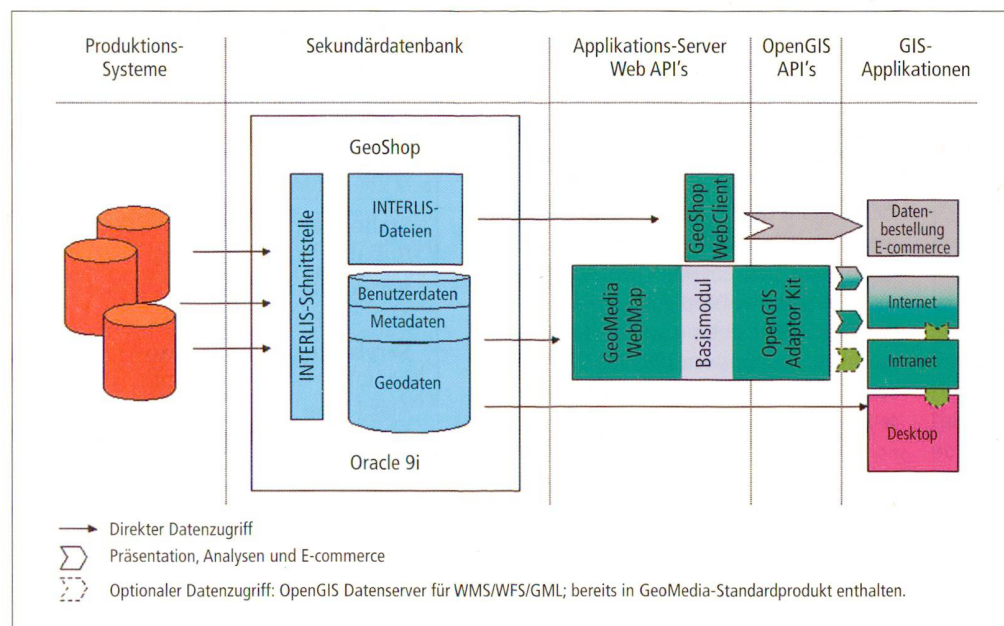 Produktions-
Systeme
Sekundärdatenbank
Applikations-Server
Web API's
OpenGIS
API's
GIS-
Applikationen
GeoShop
INTERLIS-Schnittstelle
INTERLIS-
Dateien
Benutzerdaten
Metadaten
Geodaten
Oracle 9i
GeoShop
WebClient
GeoMedia
WebMap
Basismodul
OpenGIS
Adaptor Kit
Daten-
bestellung
E-commerce
Internet
Intranet
Desktop
Direkter Datenzugriff
Präsentation, Analysen und E-commerce
Optionaler Datenzugriff: OpenGIS Datenserver für WMS/WFS/GML; bereits in GeoMedia-Standardprodukt enthalten.